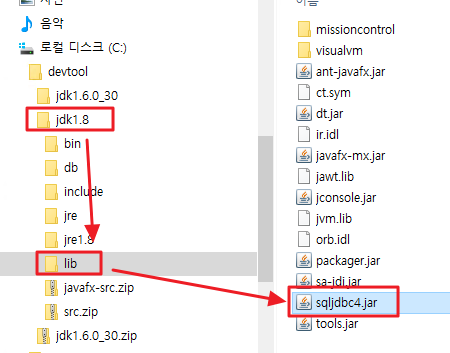 음악
로컬 디스크 (C:)
devtool
jdk1.6.0_30
jdk1.8
bin
db
include
jre
jre1.8
lib
javafx-src.zip
src.zip
jdk1.6.0_30.zip
missioncontrol
visualvm
ant-javafx.jar
ct.sym
dt.jar
ir.idl
javafx-mx.jar
jawt.lib
jconsole.jar
jvm.lib
orb.idl
packager.jar
sa-jdi.jar
sqljdbc4.jar
tools.jar